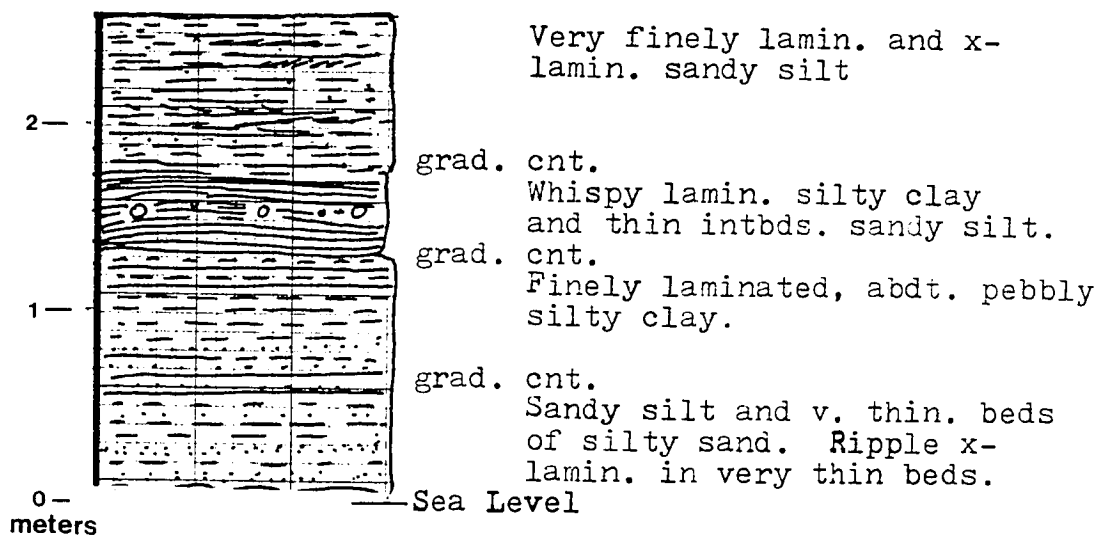 Very finely lamin. and x-
lamin. sandy silt
2
grad. cnt.
Whispy lamin. silty clay
and thin intbds. sandy silt.
grad. cnt.
Finely laminated, abdt. pebbly
silty clay.
1
grad. cnt.
Sandy silt and v. thin. beds
of silty sand. Ripple x-
lamin. in very thin beds.
0
Sea Level
meters